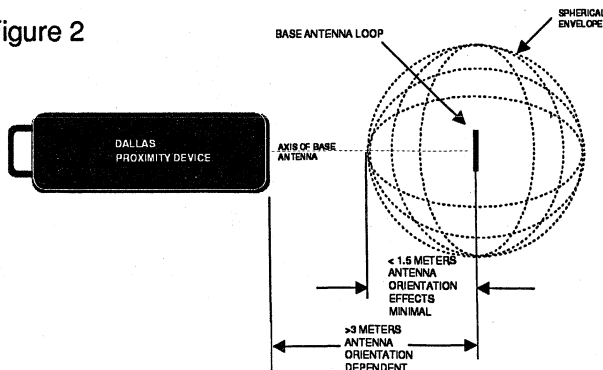 igure 2
SPHERICAL
ENVELOPE
BASE ANTENNA LOOP
DALLAS
PROXIMITY DEVICE
AXIS OF BASE
ANTENNA
< 1.5 METERS
ANTENNA
ORIENTATION
EFFECTS
MINIMAL
>3 METERS
ANTENNA
ORIENTATION
DEPENDENT